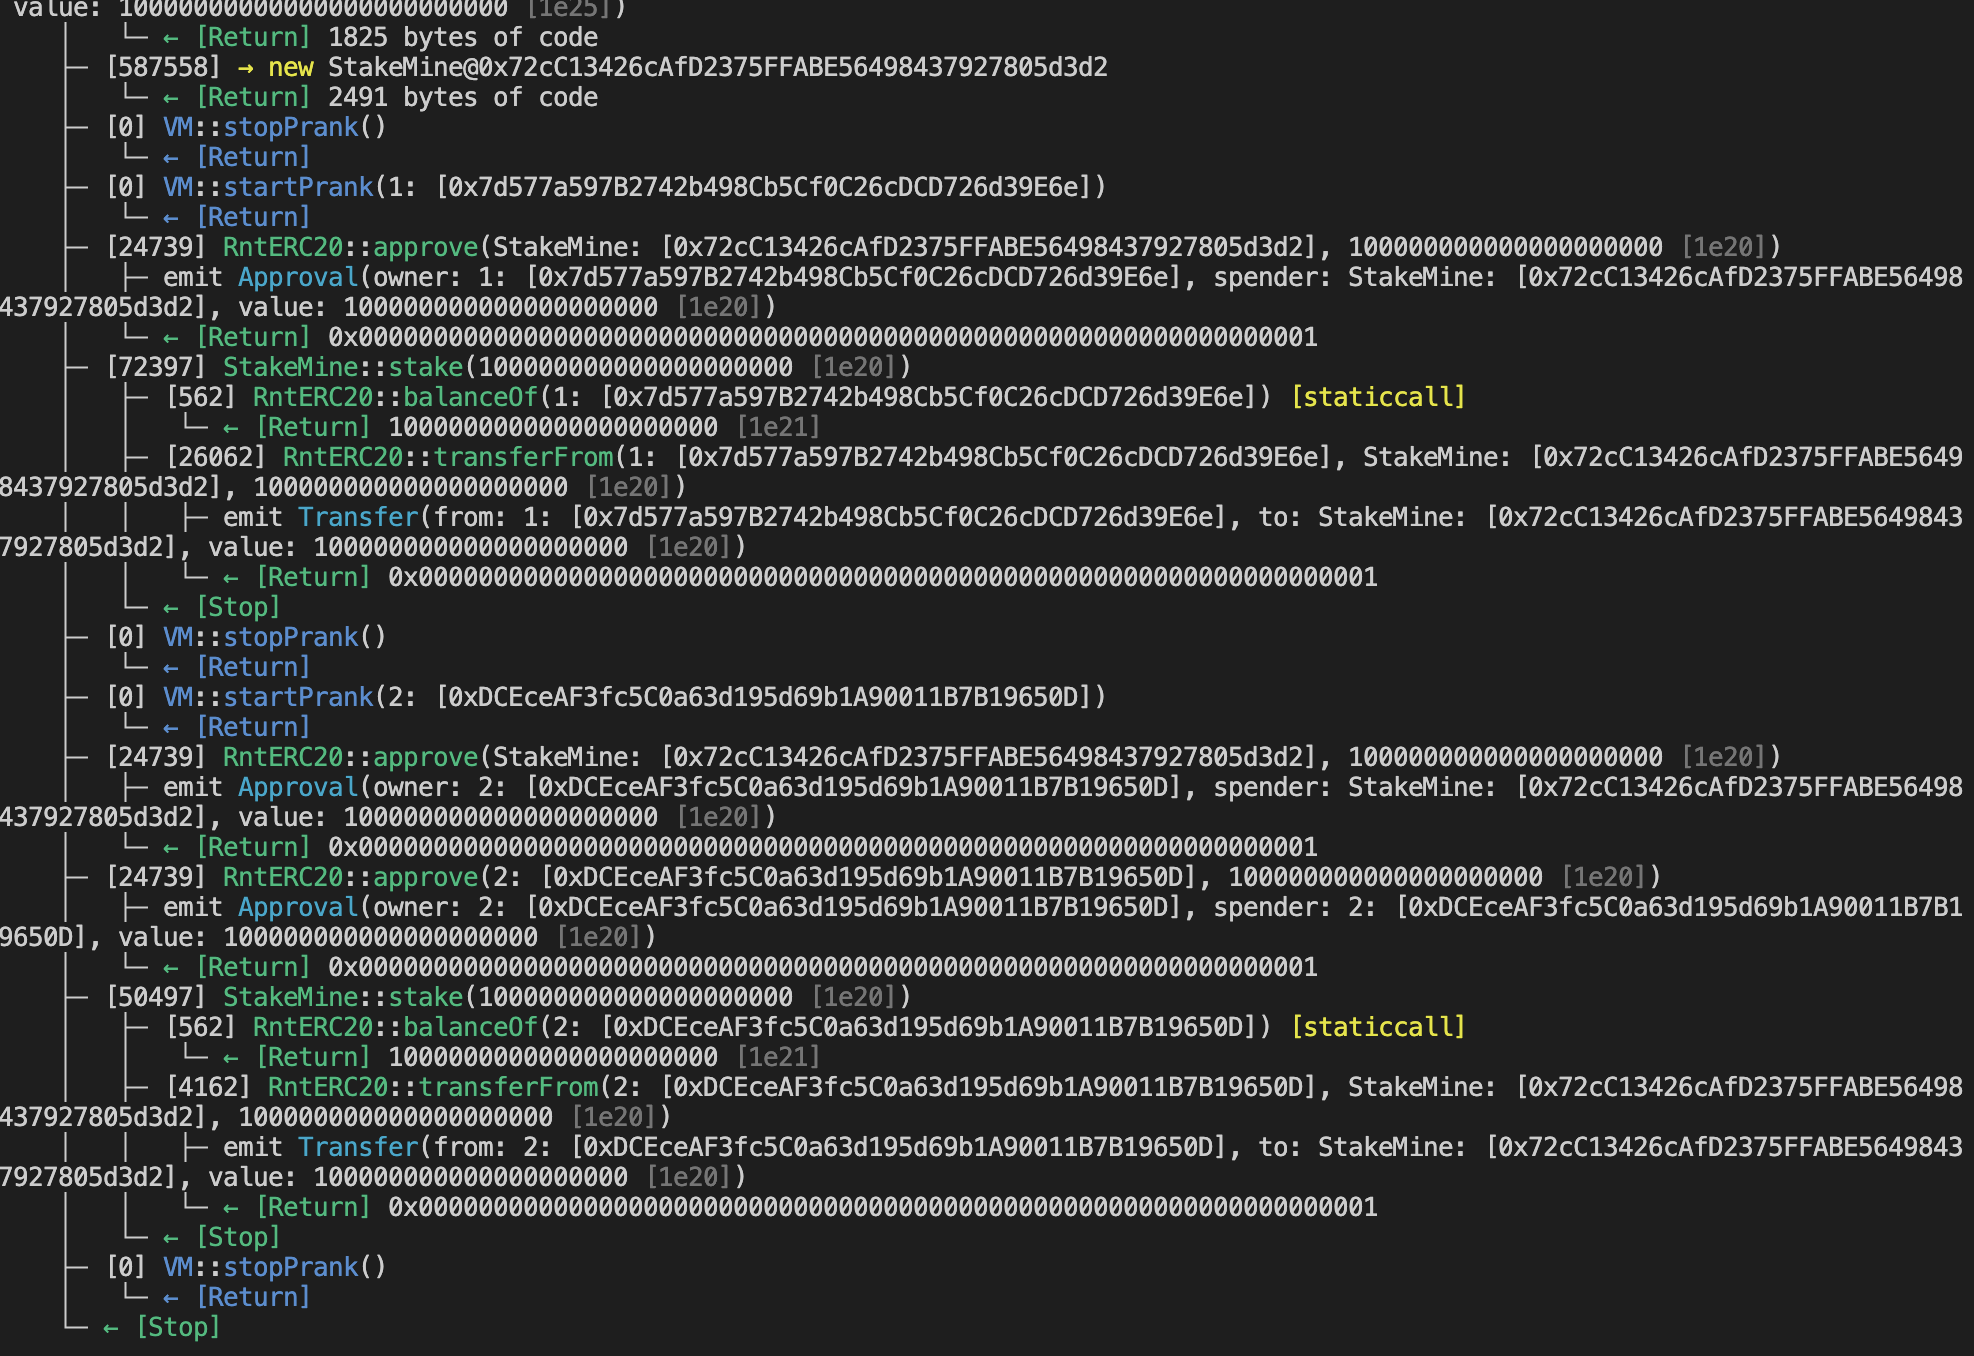 value: 10000000000000000000000000 [1e25])
│   └─ ← [Return] 1825 bytes of code
├─ [587558] → new StakeMine@0x72cC13426cAfD2375FFABE56498437927805d3d2
│   └─ ← [Return] 2491 bytes of code
├─ [0] VM::stopPrank()
│   └─ ← [Return]
├─ [0] VM::startPrank(1: [0x7d577a597B2742b498Cb5Cf0C26cDCD726d39E6e])
│   └─ ← [Return]
├─ [24739] RntERC20::approve(StakeMine: [0x72cC13426cAfD2375FFABE56498437927805d3d2], 100000000000000000000 [1e20])
│   ├─ emit Approval(owner: 1: [0x7d577a597B2742b498Cb5Cf0C26cDCD726d39E6e], spender: StakeMine: [0x72cC13426cAfD2375FFABE56498
437927805d3d2], value: 100000000000000000000 [1e20])
│   └─ ← [Return] 0x0000000000000000000000000000000000000000000000000000000000000001
├─ [72397] StakeMine::stake(100000000000000000000 [1e20])
│   ├─ [562] RntERC20::balanceOf(1: [0x7d577a597B2742b498Cb5Cf0C26cDCD726d39E6e]) [staticcall]
│   │   └─ ← [Return] 1000000000000000000000 [1e21]
│   ├─ [26062] RntERC20::transferFrom(1: [0x7d577a597B2742b498Cb5Cf0C26cDCD726d39E6e], StakeMine: [0x72cC13426cAfD2375FFABE5649
8437927805d3d2], 100000000000000000000 [1e20])
│   │   ├─ emit Transfer(from: 1: [0x7d577a597B2742b498Cb5Cf0C26cDCD726d39E6e], to: StakeMine: [0x72cC13426cAfD2375FFABE5649843
7927805d3d2], value: 100000000000000000000 [1e20])
│   │   └─ ← [Return] 0x0000000000000000000000000000000000000000000000000000000000000001
│   └─ ← [Stop]
├─ [0] VM::stopPrank()
│   └─ ← [Return]
├─ [0] VM::startPrank(2: [0xDCEceAF3fc5C0a63d195d69b1A90011B7B19650D])
│   └─ ← [Return]
├─ [24739] RntERC20::approve(StakeMine: [0x72cC13426cAfD2375FFABE56498437927805d3d2], 100000000000000000000 [1e20])
│   ├─ emit Approval(owner: 2: [0xDCEceAF3fc5C0a63d195d69b1A90011B7B19650D], spender: StakeMine: [0x72cC13426cAfD2375FFABE56498
437927805d3d2], value: 100000000000000000000 [1e20])
│   └─ ← [Return] 0x0000000000000000000000000000000000000000000000000000000000000001
├─ [24739] RntERC20::approve(2: [0xDCEceAF3fc5C0a63d195d69b1A90011B7B19650D], 100000000000000000000 [1e20])
│   ├─ emit Approval(owner: 2: [0xDCEceAF3fc5C0a63d195d69b1A90011B7B19650D], spender: 2: [0xDCEceAF3fc5C0a63d195d69b1A90011B7B1
9650D], value: 100000000000000000000 [1e20])
│   └─ ← [Return] 0x0000000000000000000000000000000000000000000000000000000000000001
├─ [50497] StakeMine::stake(100000000000000000000 [1e20])
│   ├─ [562] RntERC20::balanceOf(2: [0xDCEceAF3fc5C0a63d195d69b1A90011B7B19650D]) [staticcall]
│   │   └─ ← [Return] 1000000000000000000000 [1e21]
│   ├─ [4162] RntERC20::transferFrom(2: [0xDCEceAF3fc5C0a63d195d69b1A90011B7B19650D], StakeMine: [0x72cC13426cAfD2375FFABE56498
437927805d3d2], 100000000000000000000 [1e20])
│   │   ├─ emit Transfer(from: 2: [0xDCEceAF3fc5C0a63d195d69b1A90011B7B19650D], to: StakeMine: [0x72cC13426cAfD2375FFABE5649843
7927805d3d2], value: 100000000000000000000 [1e20])
│   │   └─ ← [Return] 0x0000000000000000000000000000000000000000000000000000000000000001
│   └─ ← [Stop]
├─ [0] VM::stopPrank()
│   └─ ← [Return]
└─ ← [Stop]